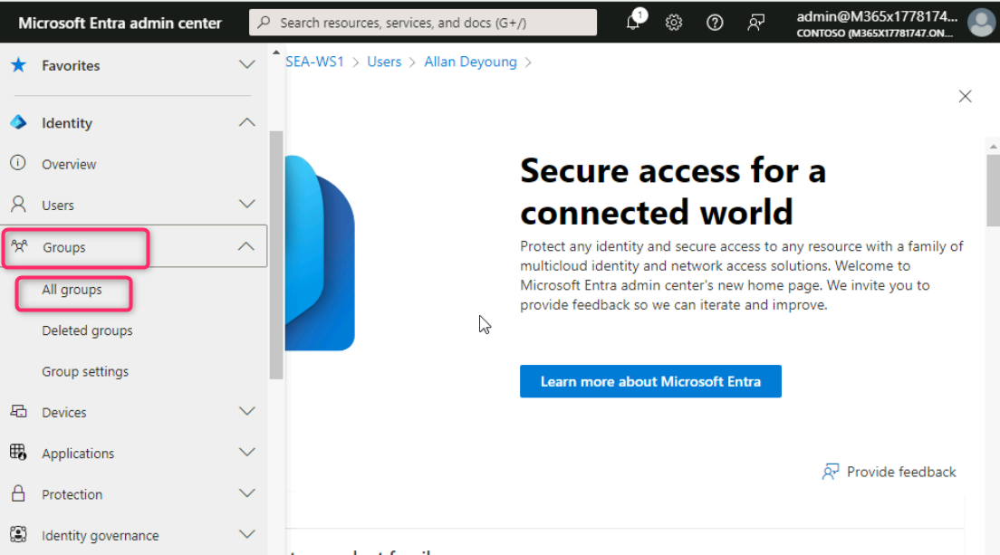 Microsoft Entra admin center
Search resources, services, and docs (G+/)
1
admin@M365x1778174...
CONTOSO (M365X17781747.ON...
Favorites
SEA-WS1 > Users > Allan Deyoung >
Identity
Overview
Users
Groups
All groups
Deleted groups
Group settings
Devices
Applications
Protection
Identity governance
Secure access for a
connected world
Protect any identity and secure access to any resource with a family of
multicloud identity and network access solutions. Welcome to
Microsoft Entra admin center's new home page. We invite you to
provide feedback so we can iterate and improve.
Learn more about Microsoft Entra
Provide feedback